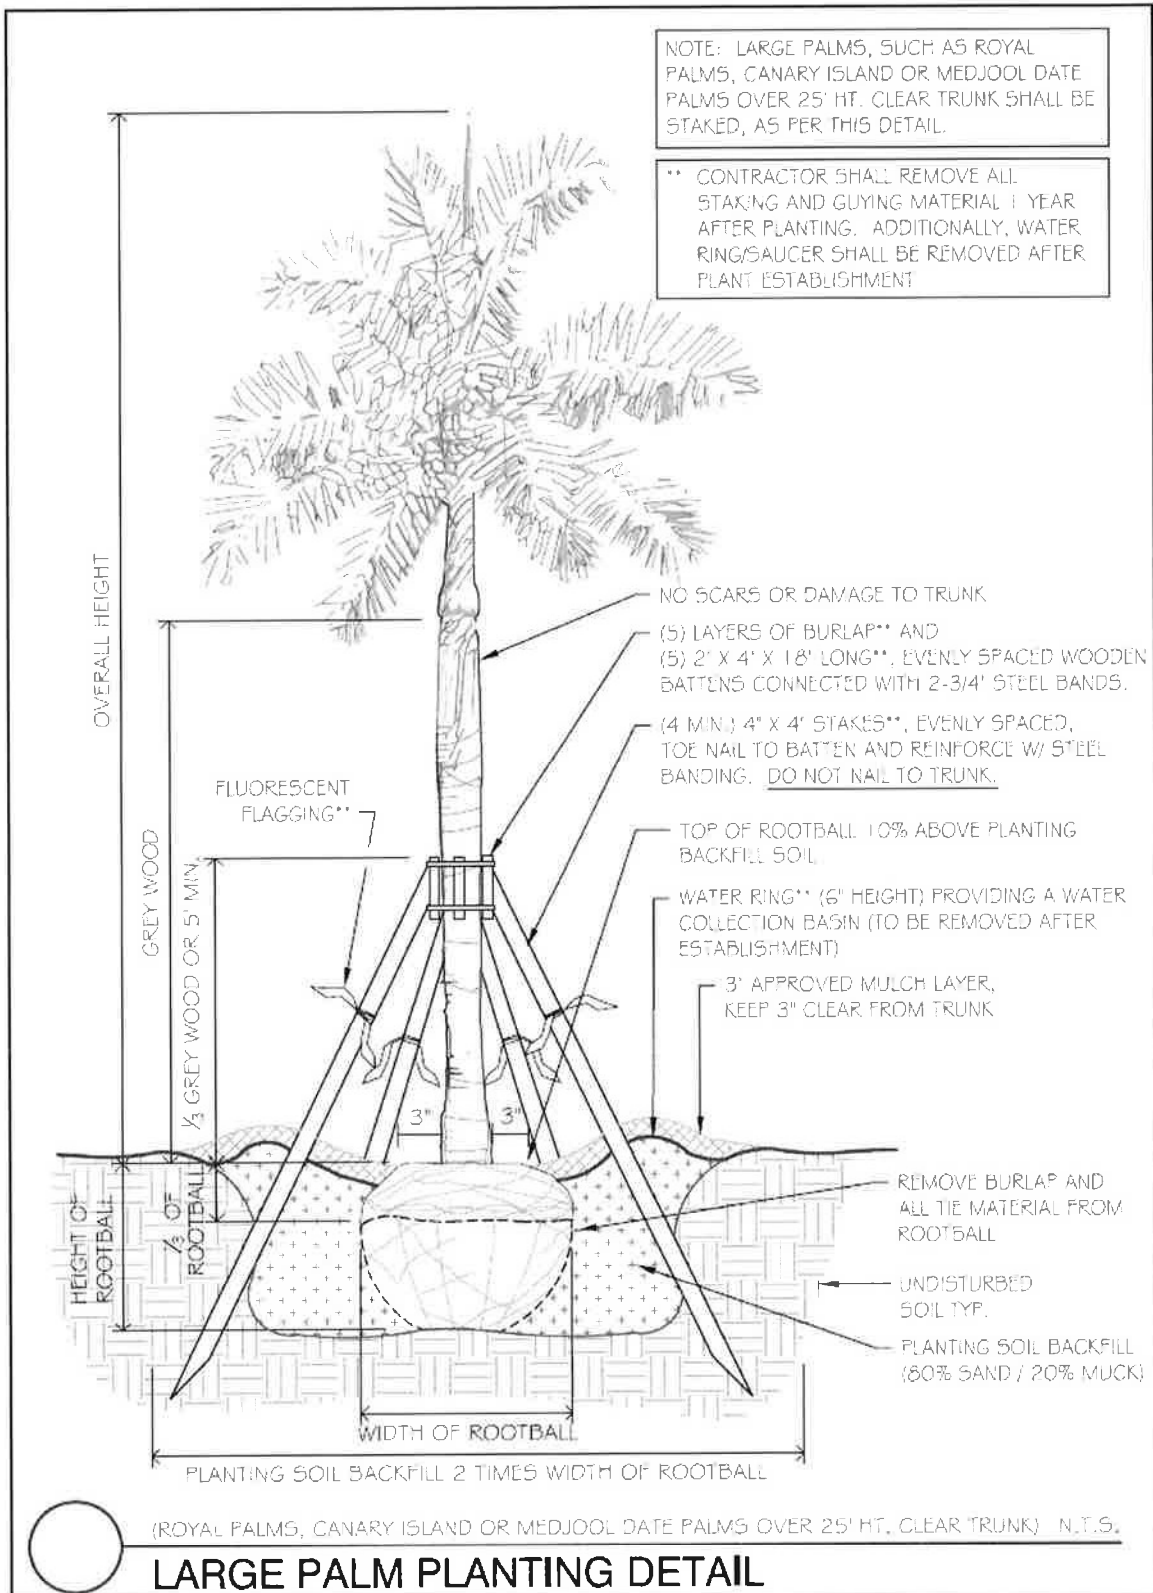 NOTE: LARGE PALMS, SUCH AS ROYAL
PALMS, CANARY ISLAND OR MEDJOOL DATE
PALMS OVER 25' HT. CLEAR TRUNK SHALL BE
STAKED, AS PER THIS DETAIL.
** CONTRACTOR SHALL REMOVE ALL
STAKING AND GUYING MATERIAL 1 YEAR
AFTER PLANTING. ADDITIONALLY, WATER
RING/SAUCER SHALL BE REMOVED AFTER
PLANT ESTABLISHMENT
OVERALL HEIGHT
NO SCARS OR DAMAGE TO TRUNK
(5) LAYERS OF BURLAP** AND
(5) 2' X 4' X 18' LONG**, EVENLY SPACED WOODEN
BATTENS CONNECTED WITH 2-3/4' STEEL BANDS.
(4 MIN.) 4" X 4' STAKES**, EVENLY SPACED,
TOE NAIL TO BATTEN AND REINFORCE W/ STEEL
BANDING. DO NOT NAIL TO TRUNK.
FLUORESCENT
FLAGGING**
TOP OF ROOTBALL 10% ABOVE PLANTING
BACKFILL SOIL
GREY WOOD
1/3 GREY WOOD OR 5' MIN.
WATER RING** (6" HEIGHT) PROVIDING A WATER
COLLECTION BASIN (TO BE REMOVED AFTER
ESTABLISHMENT)
3' APPROVED MULCH LAYER,
KEEP 3" CLEAR FROM TRUNK
3" 3"
HEIGHT OF
ROOTBALL
1/3 OF
ROOTBALL
REMOVE BURLAP AND
ALL TIE MATERIAL FROM
ROOTBALL
UNDISTURBED
SOIL TYP.
PLANTING SOIL BACKFILL
(80% SAND / 20% MUCK)
WIDTH OF ROOTBALL
PLANTING SOIL BACKFILL 2 TIMES WIDTH OF ROOTBALL
(ROYAL PALMS, CANARY ISLAND OR MEDJOOL DATE PALMS OVER 25' HT. CLEAR TRUNK) N.T.S.
LARGE PALM PLANTING DETAIL